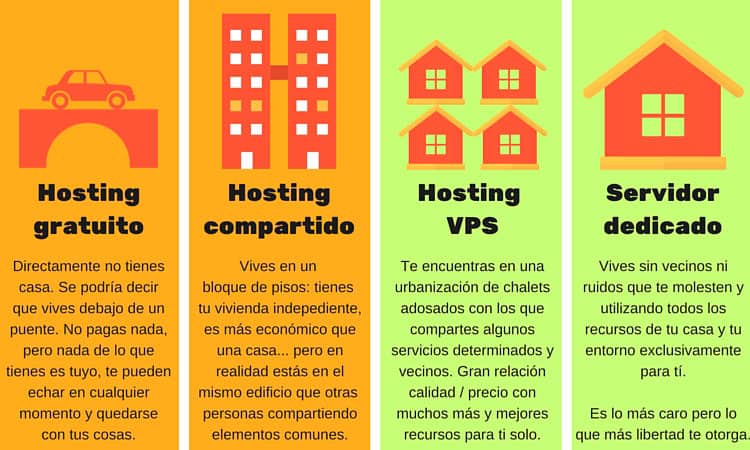 Hosting
gratuito
Directamente no tienes
casa. Se podría decir
que vives debajo de un
puente. No pagas nada,
pero nada de lo que
tienes es tuyo, te pueden
echar en cualquier
momento y quedarse
con tus cosas.
Hosting
compartido
Vives en un
bloque de pisos: tienes
tu vivienda indepediente,
es más económico que
una casa... pero en
realidad estás en el
mismo edificio que otras
personas compartiendo
elementos comunes.
Hosting
VPS
Te encuentras en una
urbanización de chalets
adosados con los que
compartes algunos
servicios determinados y
vecinos. Gran relación
calidad / precio con
muchos más y mejores
recursos para ti solo.
Servidor
dedicado
Vives sin vecinos ni
ruidos que te molesten y
utilizando todos los
recursos de tu casa y tu
entorno exclusivamente
para tí.
Es lo más caro pero lo
que más libertad te otorga.